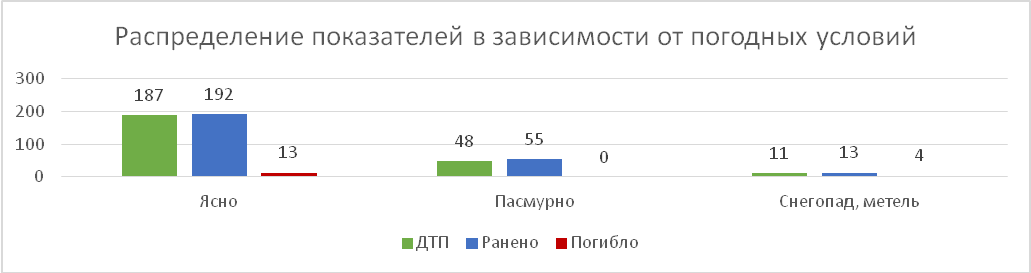 Распределение показателей в зависимости от погодных условий
300
200
100
0
187
192
13
48
55
0
11
13
4
Ясно
Пасмурно
Снегопад, метель
ДТП
Ранено
Погибло